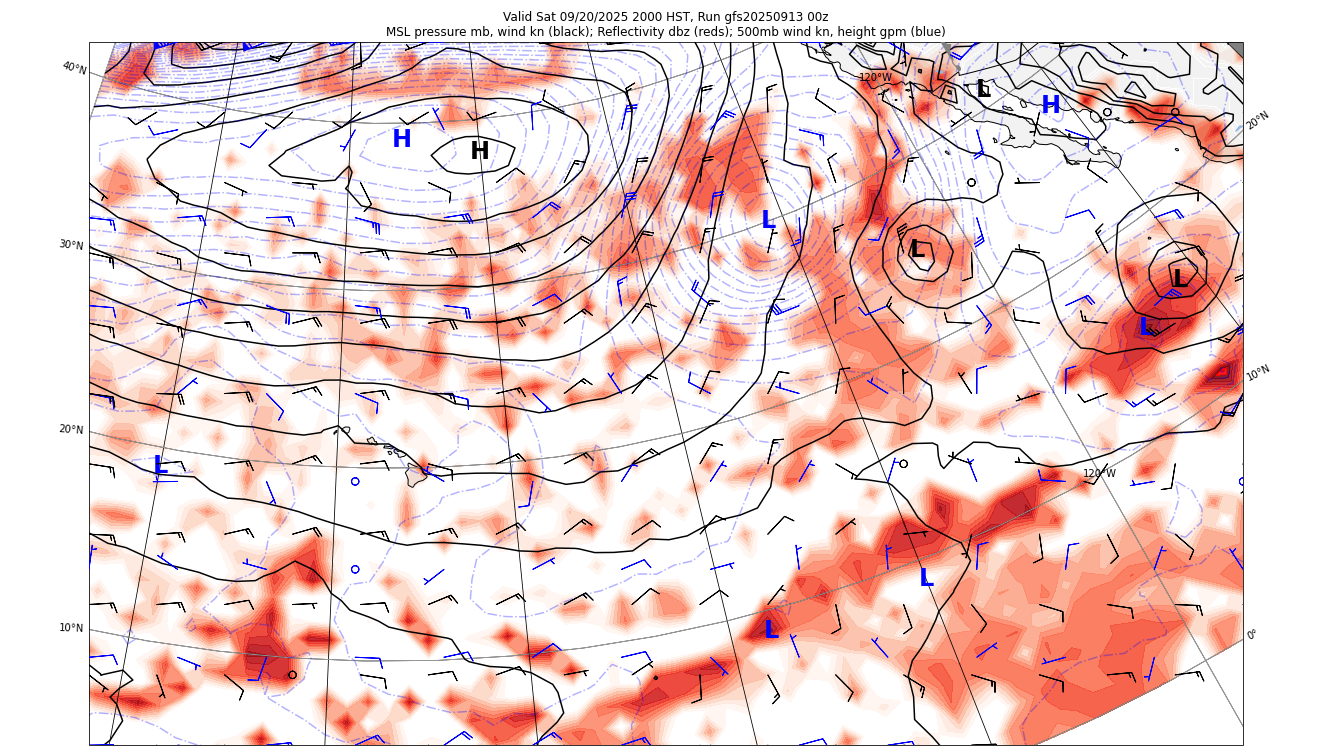 Valid Sat 09/20/2025 2000 HST, Run gfs20250913 00z
MSL pressure mb, wind kn (black); Reflectivity dbz (reds); 500mb wind kn, height gpm (blue)
40°N
120°W
L
H
20°N
H
H
L
30°N
L
L
L
10°N
20°N
L
120°W
10°N
L
L
0°